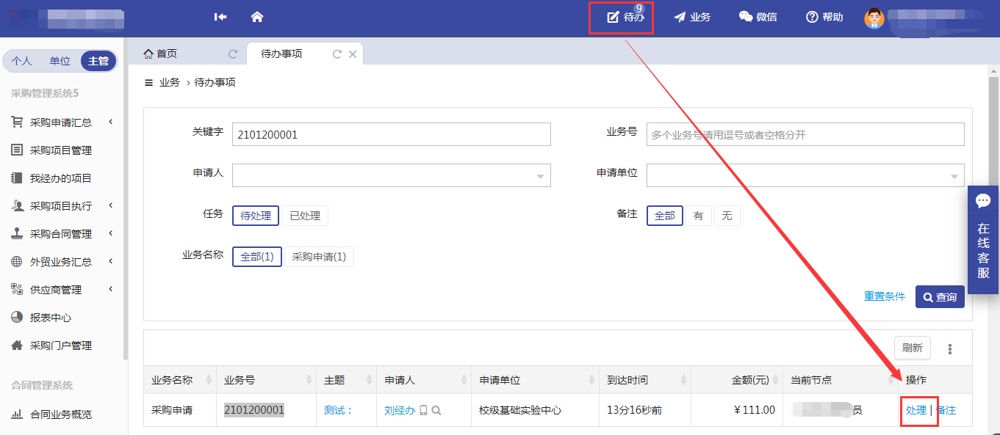 待办 9 业务 微信 帮助
个人 单位 主管
首页 待办事项
业务 › 待办事项
采购管理系统5
采购申请汇总
采购项目管理
我经办的项目
采购项目执行
采购合同管理
外贸业务汇总
供应商管理
报表中心
采购门户管理
合同管理系统
合同业务概览
关键字 2101200001 业务号 多个业务号请用逗号或者空格分开
申请人 申请单位
任务 待处理 已处理 备注 全部 有 无
业务名称 全部(1) 采购申请(1)
重置条件 查询
刷新
业务名称 业务号 主题 申请人 申请单位 到达时间 金额(元) 当前节点 操作
采购申请 2101200001 测试： 刘经办 校级基础实验中心 13分16秒前 ¥111.00 员 处理 | 备注
在线客服